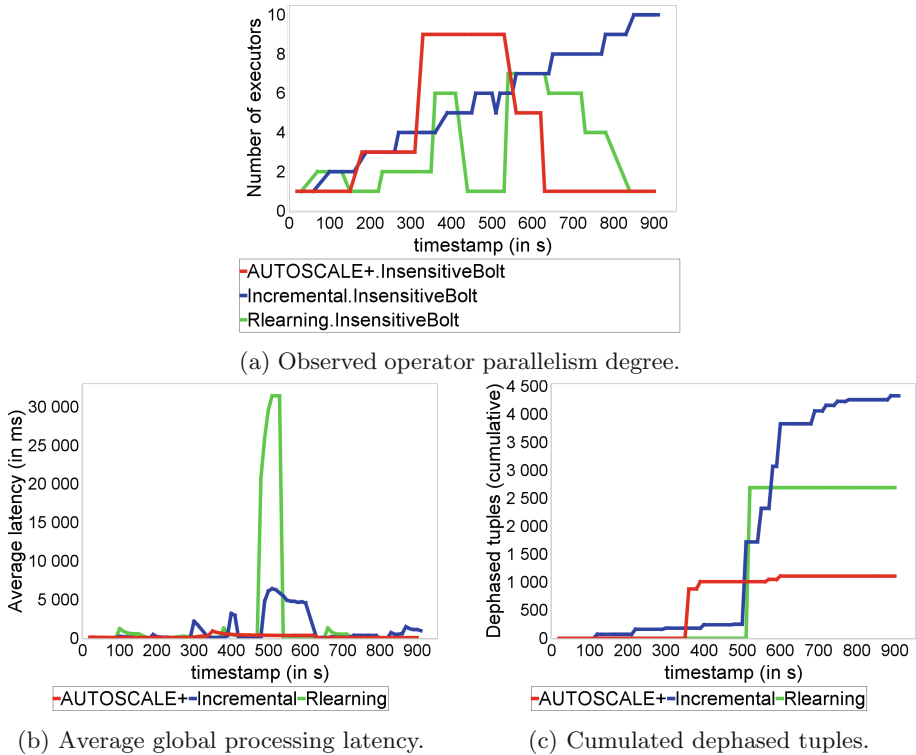 Number of executors
10
8
6
4
2
0
0 100 200 300 400 500 600 700 800 900
timestamp (in s)
AUTOSCALE+.InsensitiveBolt
Incremental.InsensitiveBolt
Rlearning.InsensitiveBolt
(a) Observed operator parallelism degree.
Average latency (in ms)
30 000
25 000
20 000
15 000
10 000
5 000
0
0 100 200 300 400 500 600 700 800 900
timestamp (in s)
AUTOSCALE+ Incremental Rlearning
(b) Average global processing latency.
Dephased tuples (cumulative)
4 500
4 000
3 500
3 000
2 500
2 000
1 500
1 000
500
0
0 100 200 300 400 500 600 700 800 900
timestamp (in s)
AUTOSCALE+ Incremental Rlearning
(c) Cumulated dephased tuples.